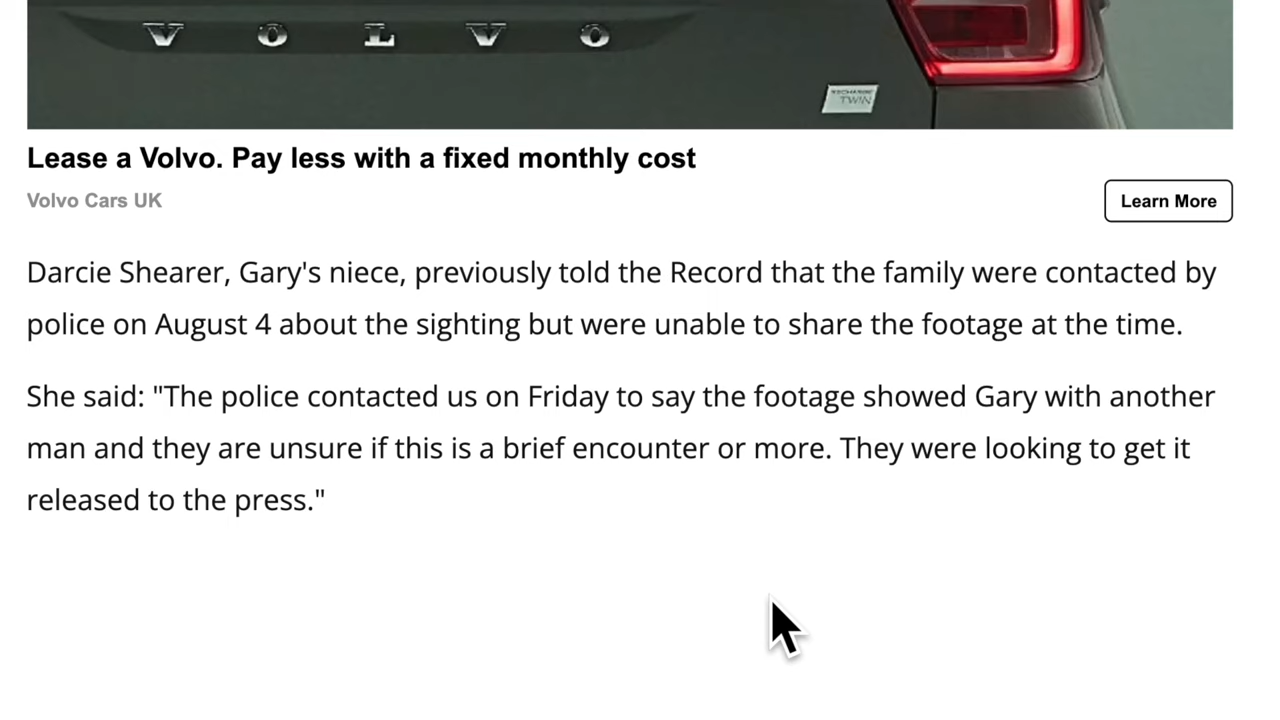 VOLVO
RECHARGE
TWIN
Lease a Volvo. Pay less with a fixed monthly cost
Volvo Cars UK
Learn More
Darcie Shearer, Gary's niece, previously told the Record that the family were contacted by
police on August 4 about the sighting but were unable to share the footage at the time.
She said: "The police contacted us on Friday to say the footage showed Gary with another
man and they are unsure if this is a brief encounter or more. They were looking to get it
released to the press."